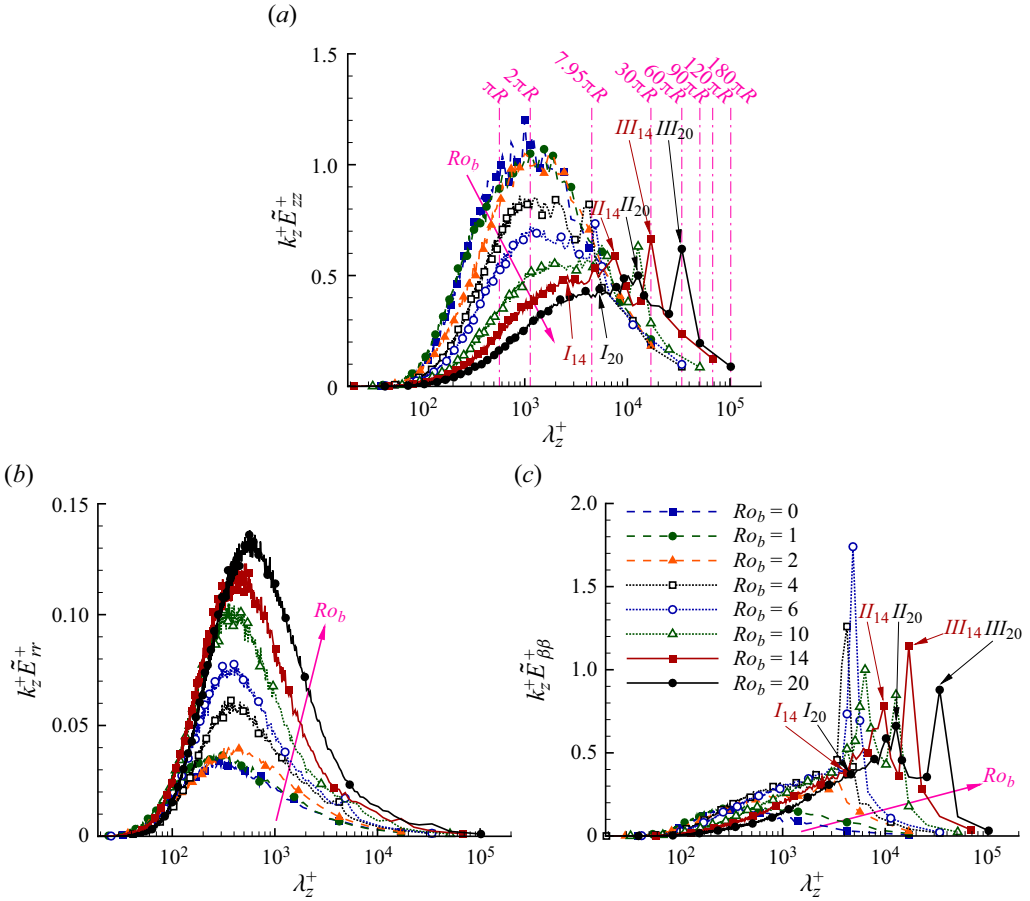 (a)
1.5
1.0
0.5
0
k_z^+ Ẽ_zz^+
πR
2πR
7.95πR
30πR
60πR
90πR
120πR
180πR
Ro_b
III_14 III_20
II_14 II_20
I_14 I_20
10^2 10^3 10^4 10^5
λ_z^+
(b)
0.15
0.10
0.05
0
k_z^+ Ẽ_rr^+
Ro_b
10^2 10^3 10^4 10^5
λ_z^+
(c)
2.0
1.5
1.0
0.5
0
k_z^+ Ẽ_ββ^+
Ro_b = 0
Ro_b = 1
Ro_b = 2
Ro_b = 4
Ro_b = 6
Ro_b = 10
Ro_b = 14
Ro_b = 20
II_14 II_20
III_14 III_20
I_14 I_20
Ro_b
10^2 10^3 10^4 10^5
λ_z^+